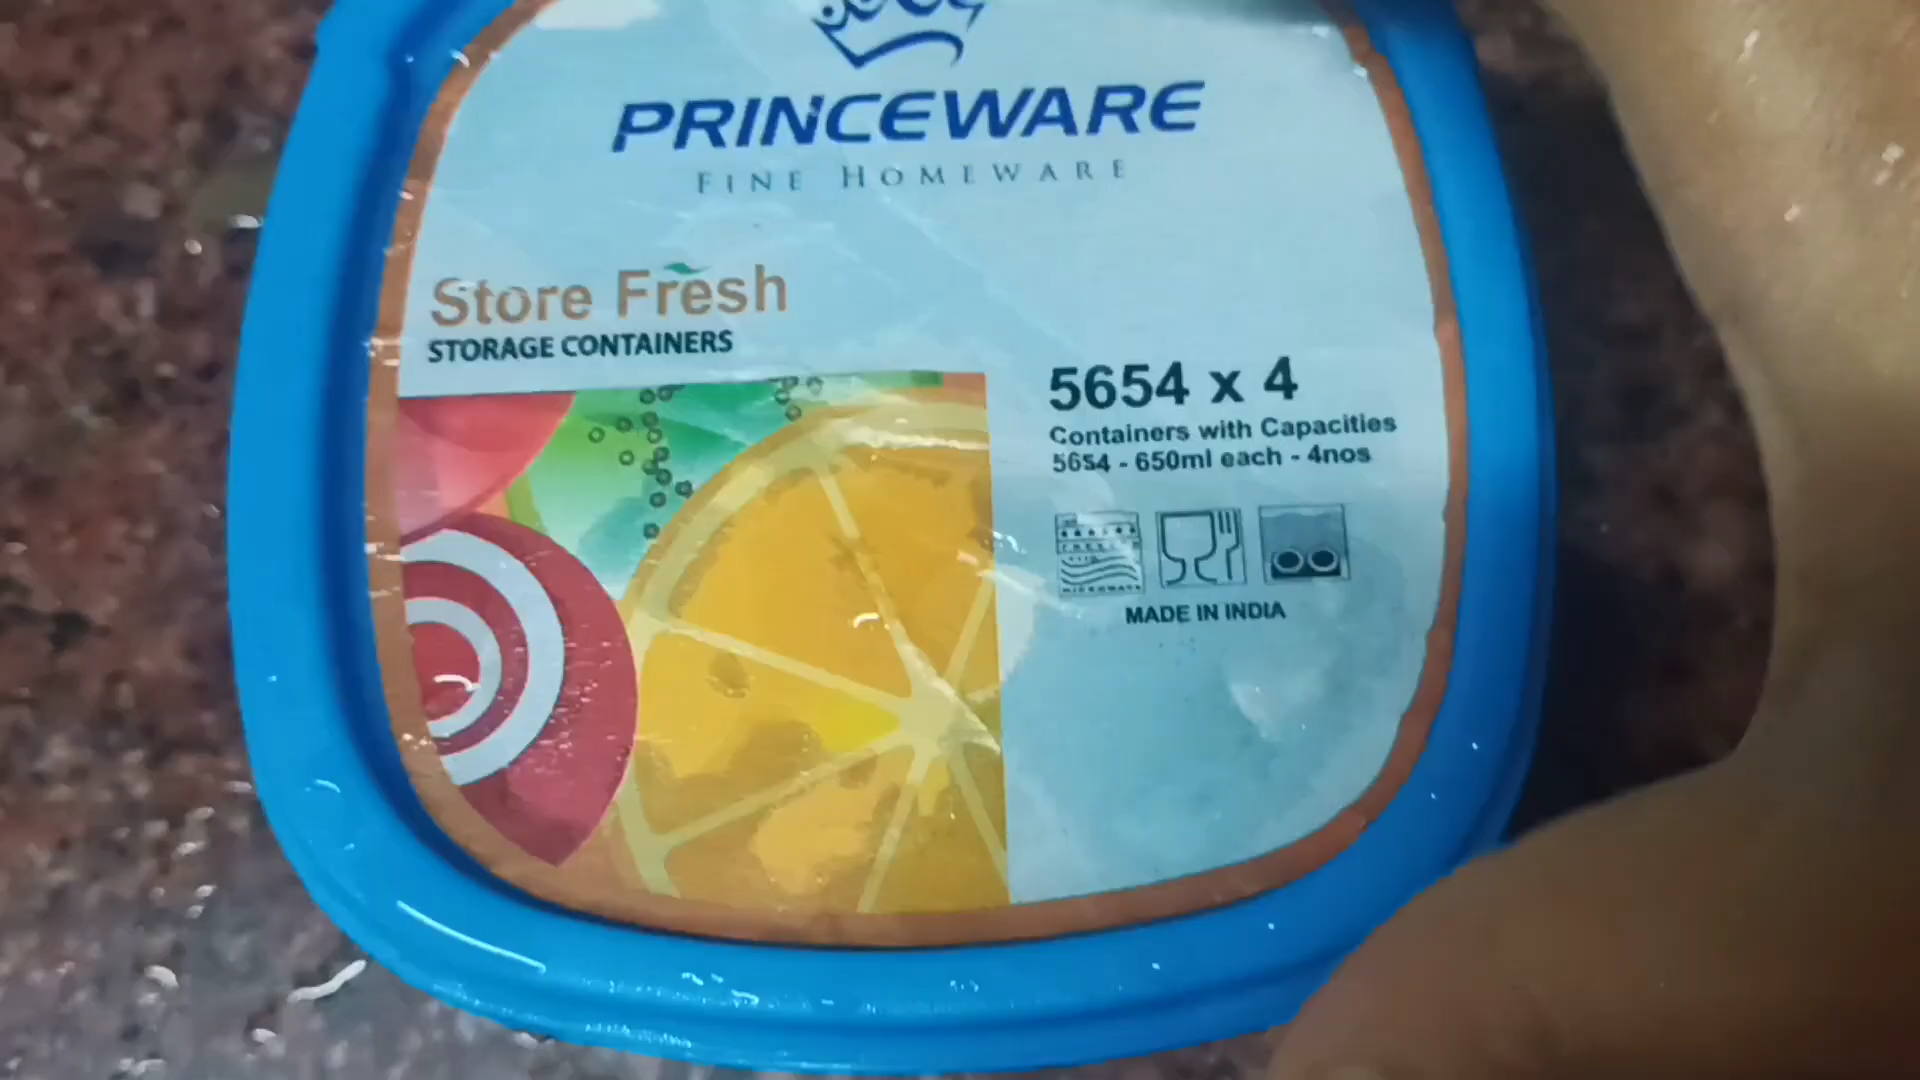 PRINCEWARE
FINE HOMEWARE
Store Fresh
STORAGE CONTAINERS
5654 x 4
Containers with Capacities
5654 - 650ml each - 4nos
MADE IN INDIA